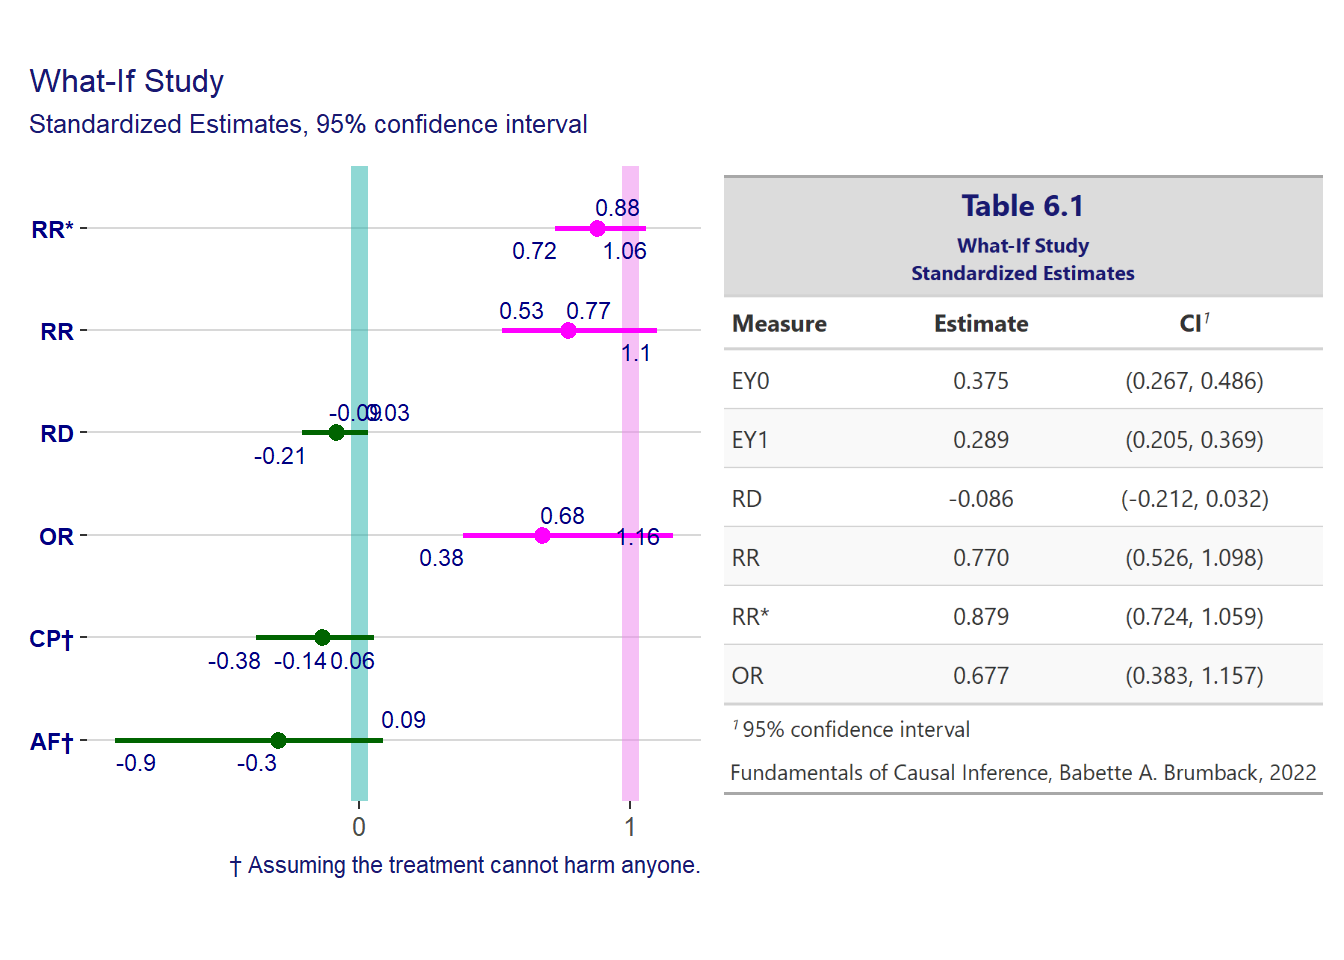 What-If Study
Standardized Estimates, 95% confidence interval
RR*
0.88
0.72
1.06
RR
0.53
0.77
1.1
RD
-0.09
0.03
-0.21
OR
0.68
1.16
0.38
CP†
-0.38
-0.14
0.06
AF†
0.09
-0.9
-0.3
0
1
† Assuming the treatment cannot harm anyone.
Table 6.1
What-If Study
Standardized Estimates
Measure Estimate CI¹
EY0 0.375 (0.267, 0.486)
EY1 0.289 (0.205, 0.369)
RD -0.086 (-0.212, 0.032)
RR 0.770 (0.526, 1.098)
RR* 0.879 (0.724, 1.059)
OR 0.677 (0.383, 1.157)
¹ 95% confidence interval
Fundamentals of Causal Inference, Babette A. Brumback, 2022